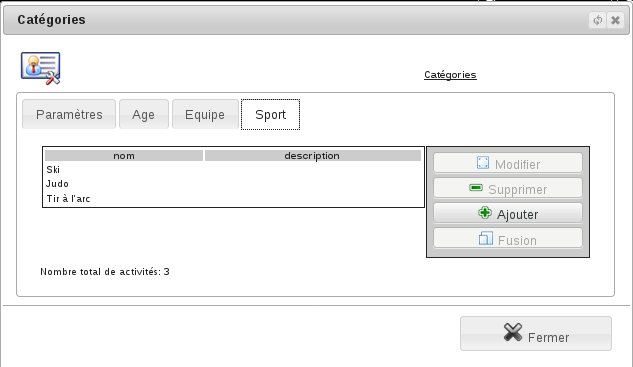 Catégories
Catégories
Paramètres Age Equipe Sport
nom description
Ski
Judo
Tir à l'arc
Modifier
Supprimer
Ajouter
Fusion
Nombre total de activités: 3
Fermer